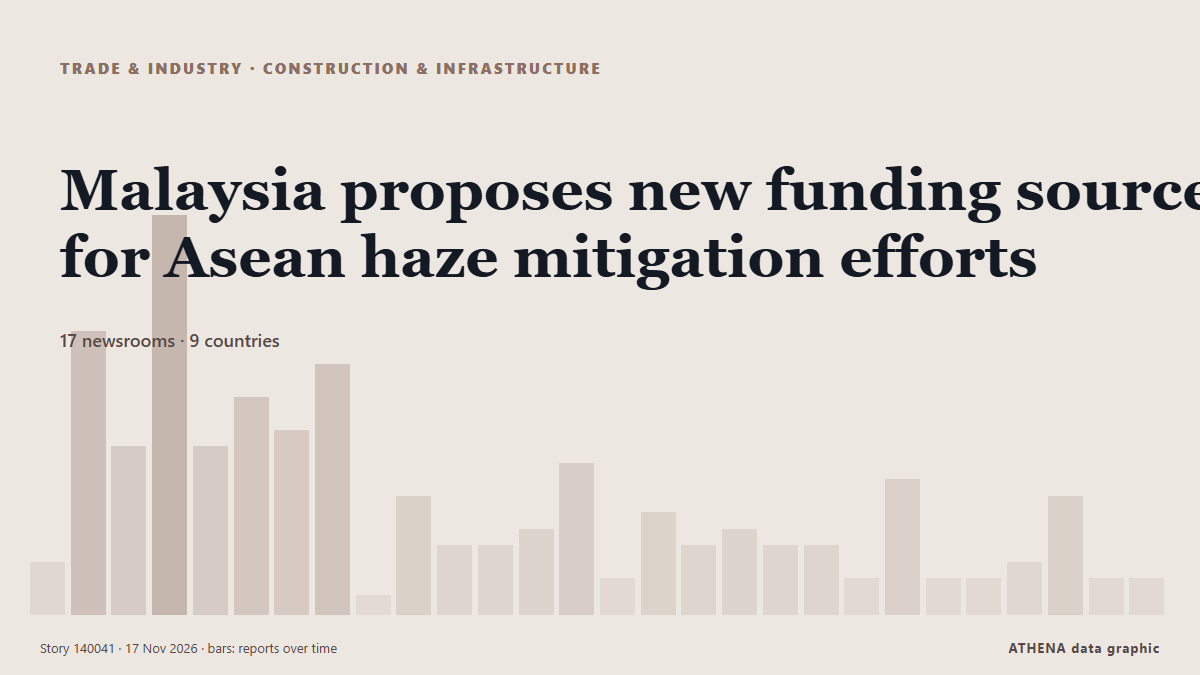 TRADE & INDUSTRY · CONSTRUCTION & INFRASTRUCTURE
Malaysia proposes new funding source
for Asean haze mitigation efforts
17 newsrooms · 9 countries
Story 140041 · 17 Nov 2026 · bars: reports over time
ATHENA data graphic